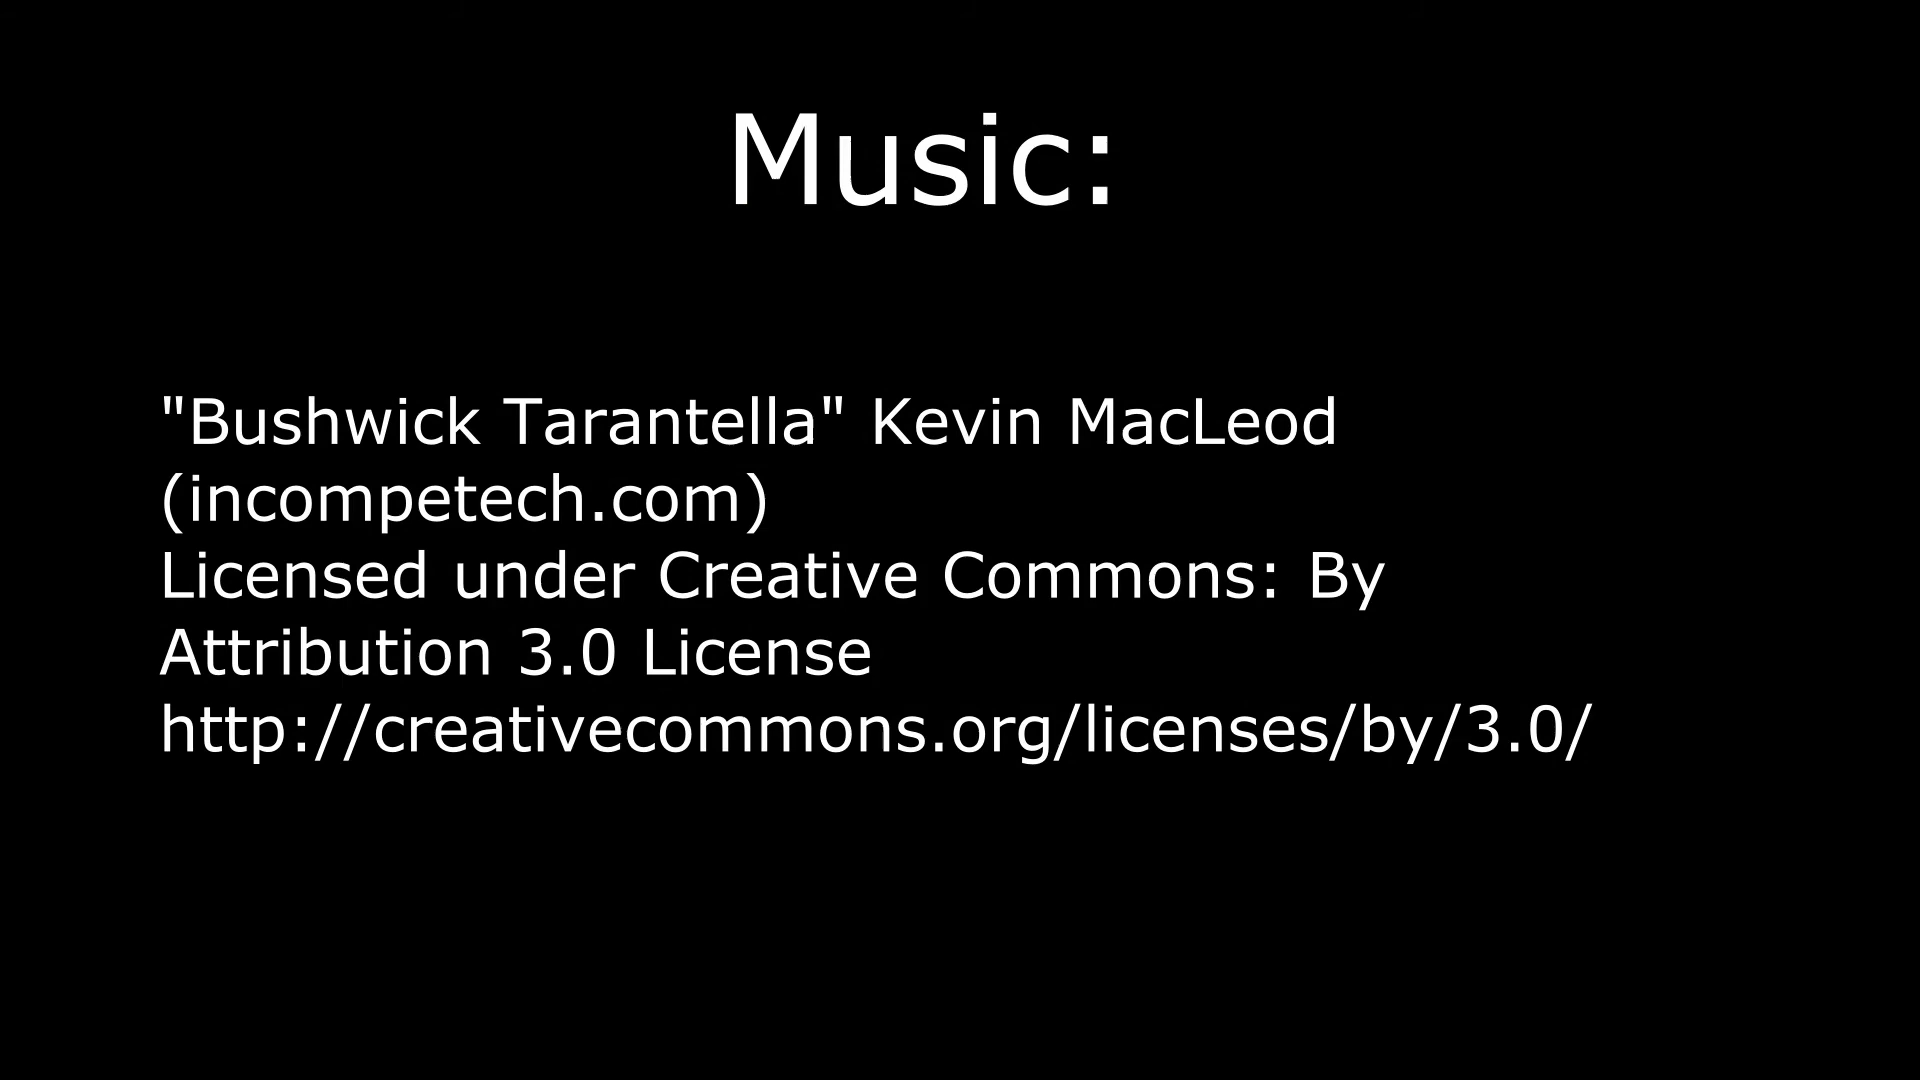 Music:
"Bushwick Tarantella" Kevin MacLeod
(incompetech.com)
Licensed under Creative Commons: By
Attribution 3.0 License
http://creativecommons.org/licenses/by/3.0/